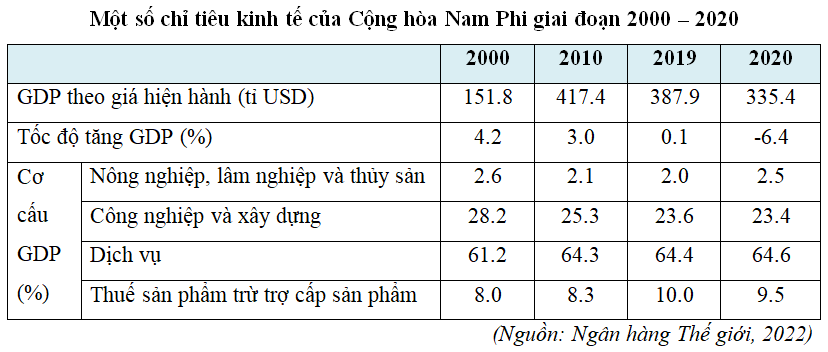 Một số chỉ tiêu kinh tế của Cộng hòa Nam Phi giai đoạn 2000 – 2020
2000 2010 2019 2020
GDP theo giá hiện hành (ti USD) 151.8 417.4 387.9 335.4
Tốc độ tăng GDP (%) 4.2 3.0 0.1 -6.4
Cơ cấu GDP (%)
Nông nghiệp, lâm nghiệp và thủy sản 2.6 2.1 2.0 2.5
Công nghiệp và xây dựng 28.2 25.3 23.6 23.4
Dịch vụ 61.2 64.3 64.4 64.6
Thuế sản phẩm trừ trợ cấp sản phẩm 8.0 8.3 10.0 9.5
(Nguồn: Ngân hàng Thế giới, 2022)